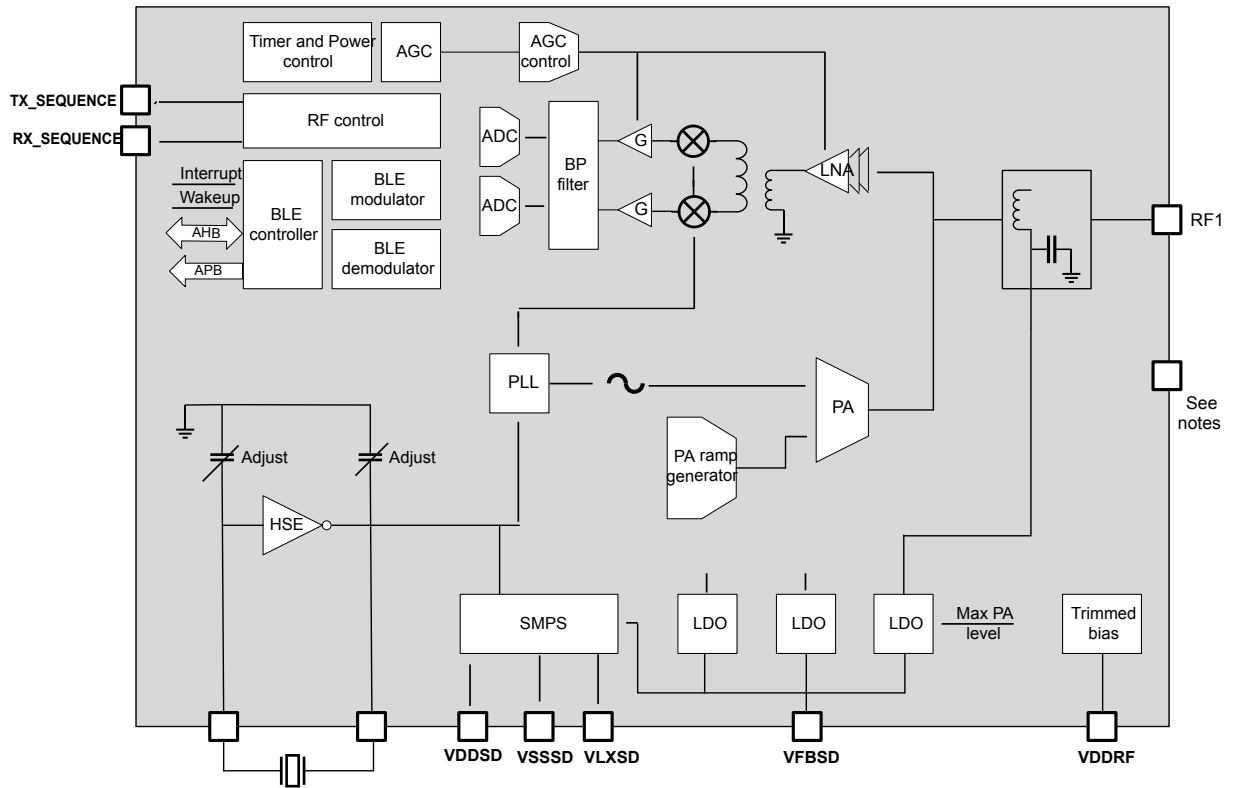 Timer and Power
control
AGC
AGC
control
TX_SEQUENCE
RX_SEQUENCE
RF control
ADC
ADC
BP
filter
G
G
LNA
Interrupt
Wakeup
AHB
APB
BLE
controller
BLE
modulator
BLE
demodulator
RF1
PLL
PA
See
notes
PA ramp
generator
Adjust
Adjust
HSE
SMPS
LDO
LDO
LDO
Max PA
level
Trimmed
bias
VDDSD
VSSSD
VLXSD
VFBSD
VDDRF